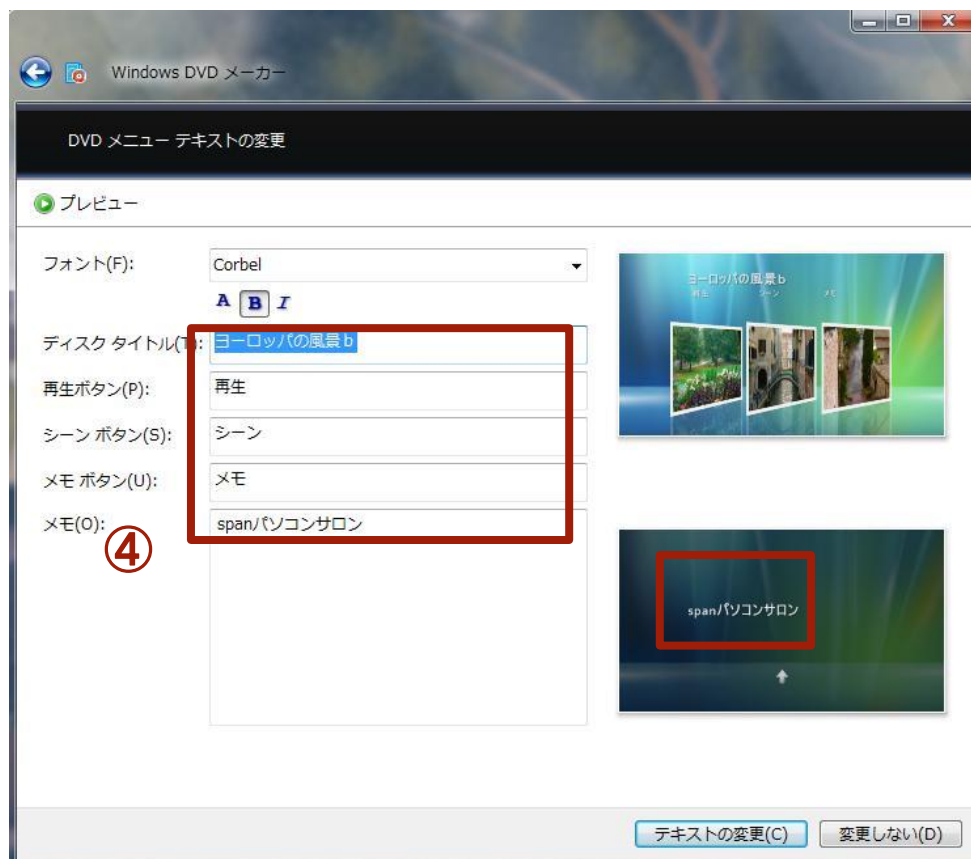 Windows DVD メーカー
DVD メニュー テキストの変更
プレビュー
フォント(F):
Corbel
A B I
ディスク タイトル(T):
ヨーロッパの風景ｂ
再生ボタン(P):
再生
シーン ボタン(S):
シーン
メモ ボタン(U):
メモ
メモ(O):
spanパソコンサロン
④
ヨーロッパの風景ｂ
再生 シーン メモ
spanパソコンサロン
テキストの変更(C)
変更しない(D)